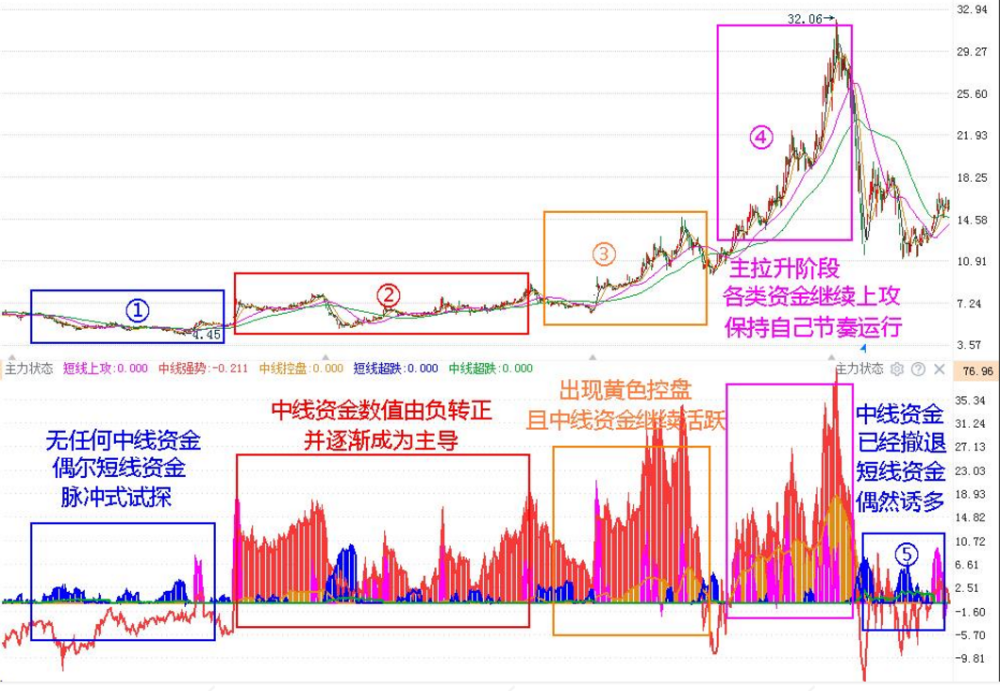 32.06→
32.94
29.27
25.60
21.93
18.25
14.58
10.91
7.24
3.57
①
②
③
④
4.45
主拉升阶段
各类资金继续上攻
保持自己节奏运行
主力状态 短线上攻:0.000 中线强势:-0.211 中线控盘:0.000 短线超跌:0.000 中线超跌:0.000
主力状态
76.96
35.34
31.24
27.13
23.03
18.93
14.82
10.72
6.61
2.51
-1.60
-5.70
-9.81
无任何中线资金
偶尔短线资金
脉冲式试探
中线资金数值由负转正
并逐渐成为主导
出现黄色控盘
且中线资金继续活跃
中线资金
已经撤退
短线资金
偶然诱多
⑤